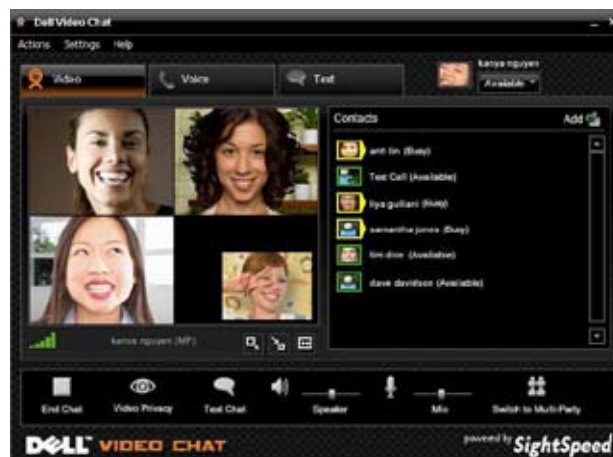 Dell Video Chat
Actions Settings Help
kanya nguyen
Video Voice Text
Available
Contacts Add
anh lin (Busy)
Test Call (Available)
liya guiliani (Busy)
samantha jones (Busy)
tim dice (Available)
dave davidson (Available)
kanya nguyen (MP)
End Chat Video Privacy Text Chat Speaker Mic Switch to Multi-Party
DELL VIDEO CHAT
powered by SightSpeed